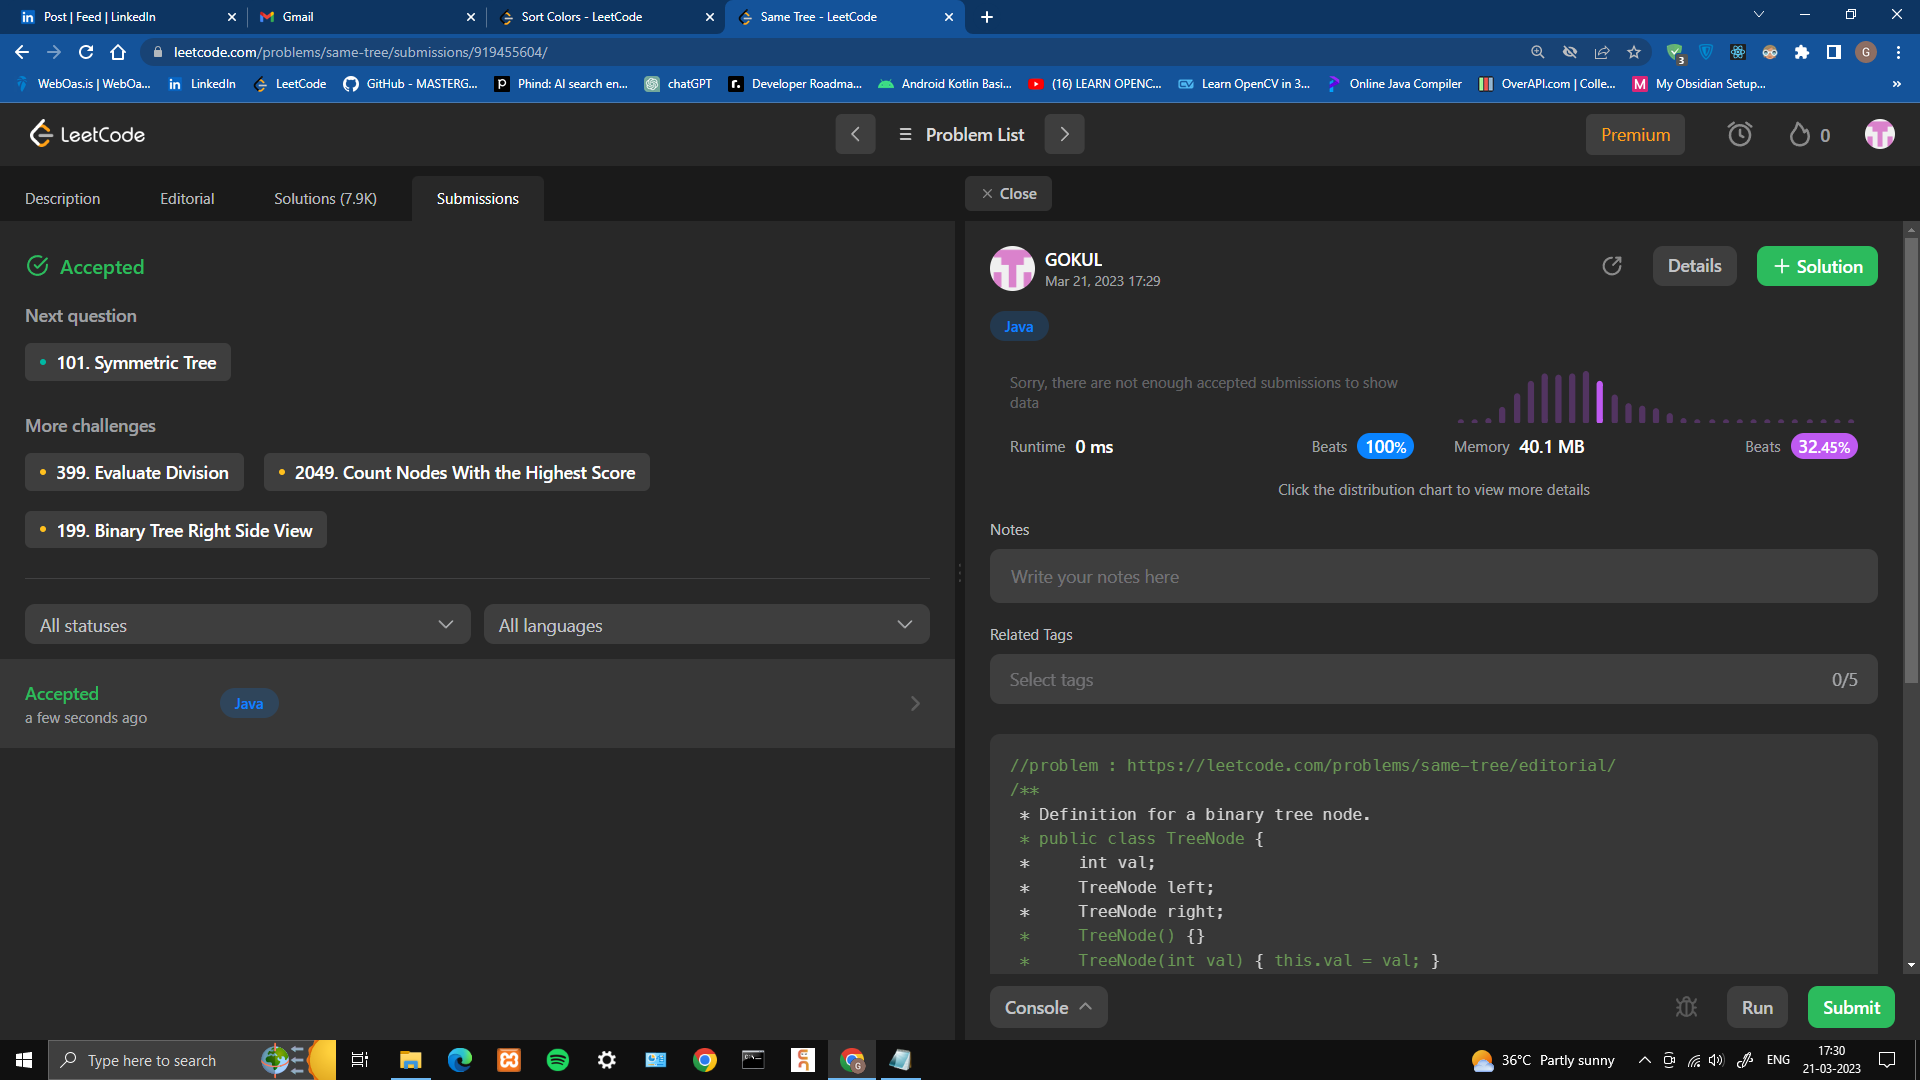 Post | Feed | LinkedIn
Gmail
Sort Colors - LeetCode
Same Tree - LeetCode
leetcode.com/problems/same-tree/submissions/919455604/
3
G
WebOas.is | WebOa...
LinkedIn
LeetCode
GitHub - MASTERG...
Phind: AI search en...
chatGPT
Developer Roadma...
Android Kotlin Basi...
(16) LEARN OPENC...
Learn OpenCV in 3...
Online Java Compiler
OverAPI.com | Colle...
My Obsidian Setup...
»
LeetCode
Problem List
Premium
0
Description
Editorial
Solutions (7.9K)
Submissions
Close
Accepted
Next question
101. Symmetric Tree
More challenges
399. Evaluate Division
2049. Count Nodes With the Highest Score
199. Binary Tree Right Side View
All statuses
All languages
Accepted
a few seconds ago
Java
GOKUL
Mar 21, 2023 17:29
Details
+ Solution
Java
Sorry, there are not enough accepted submissions to show
data
Runtime 0 ms
Beats 100%
Memory 40.1 MB
Beats 32.45%
Click the distribution chart to view more details
Notes
Write your notes here
Related Tags
Select tags
0/5
//problem : https://leetcode.com/problems/same-tree/editorial/
/**
* Definition for a binary tree node.
* public class TreeNode {
* int val;
* TreeNode left;
* TreeNode right;
* TreeNode() {}
* TreeNode(int val) { this.val = val; }
Console
Run
Submit
Type here to search
36°C Partly sunny
ENG
17:30
21-03-2023